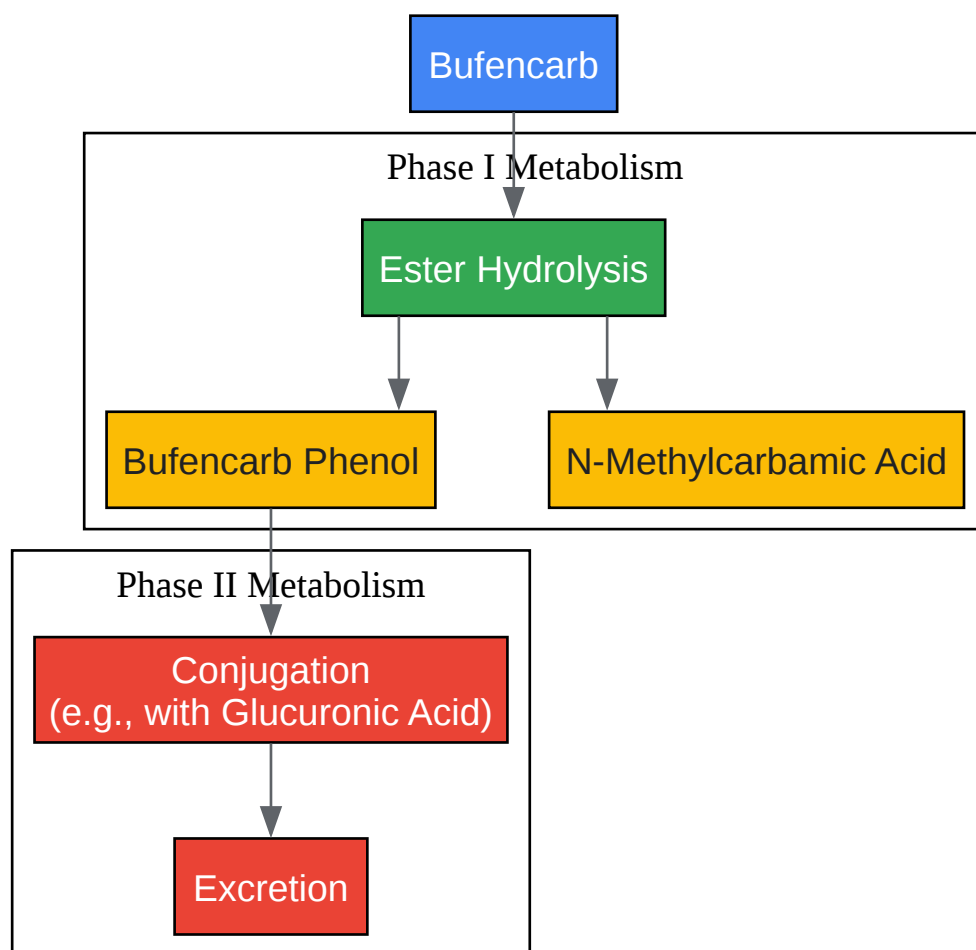 Bufencarb
Phase I Metabolism
Ester Hydrolysis
Bufencarb Phenol
N-Methylcarbamic Acid
Phase II Metabolism
Conjugation
(e.g., with Glucuronic Acid)
Excretion